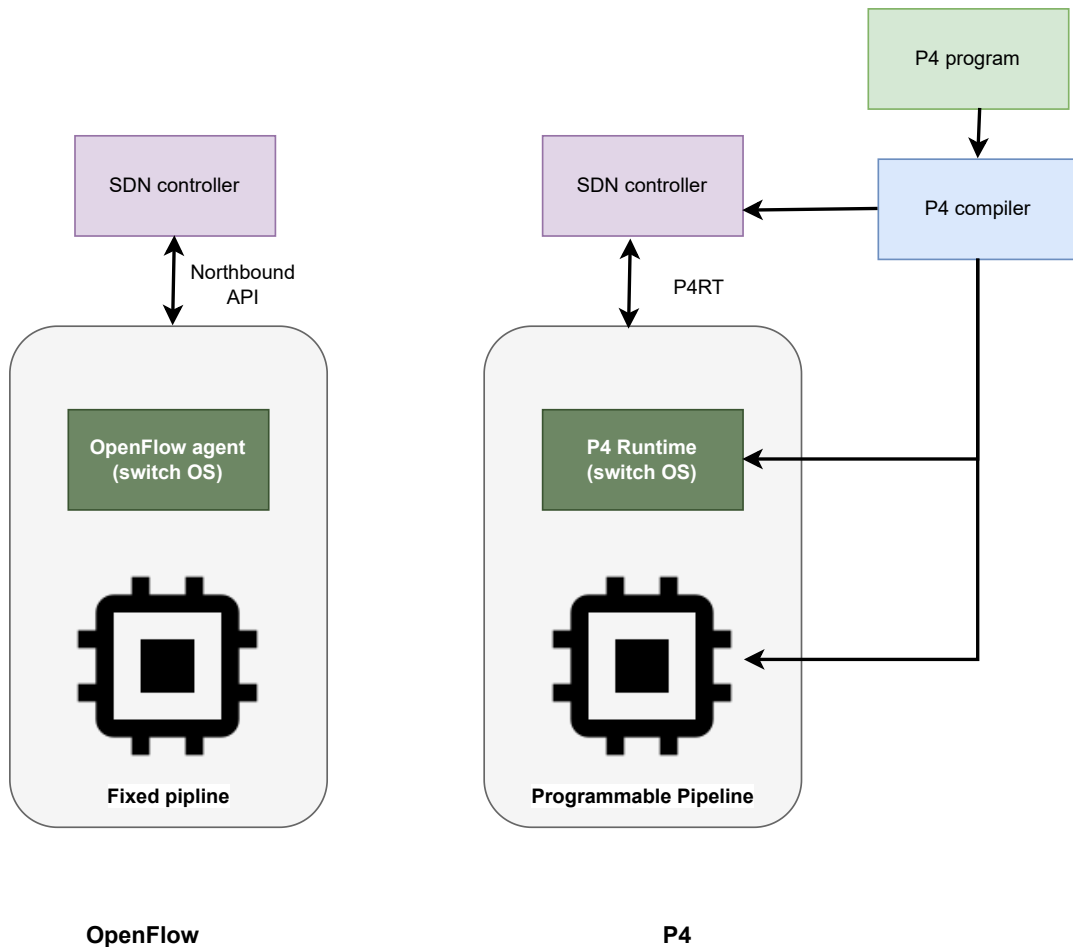 P4 program
SDN controller
SDN controller
P4 compiler
Northbound
API
P4RT
OpenFlow agent
(switch OS)
P4 Runtime
(switch OS)
Fixed pipline
Programmable Pipeline
OpenFlow
P4